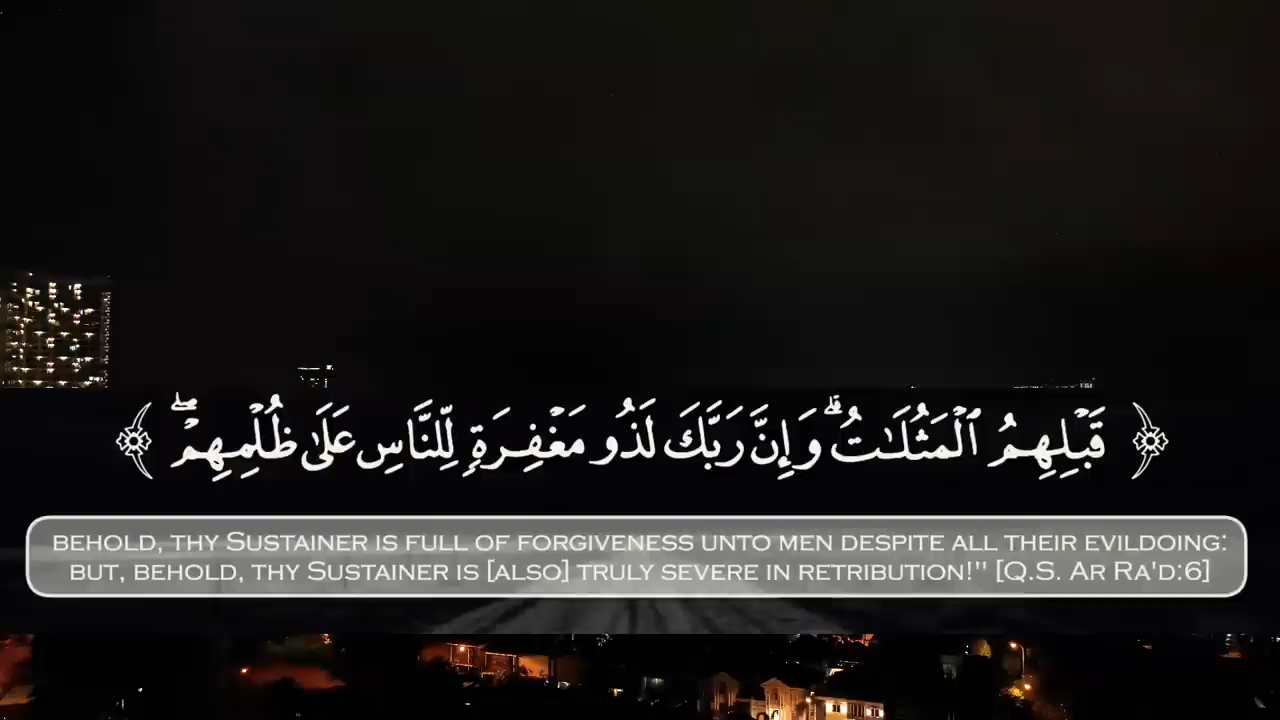 ﴿ قَبْلِهِمُ ٱلْمَثُلَـٰتُ ۗ وَإِنَّ رَبَّكَ لَذُو مَغْفِرَةٍ لِّلنَّاسِ عَلَىٰ ظُلْمِهِمْ ۖ ﴾
BEHOLD, THY SUSTAINER IS FULL OF FORGIVENESS UNTO MEN DESPITE ALL THEIR EVILDOING:
BUT, BEHOLD, THY SUSTAINER IS [ALSO] TRULY SEVERE IN RETRIBUTION!" [Q.S. AR RA'D:6]